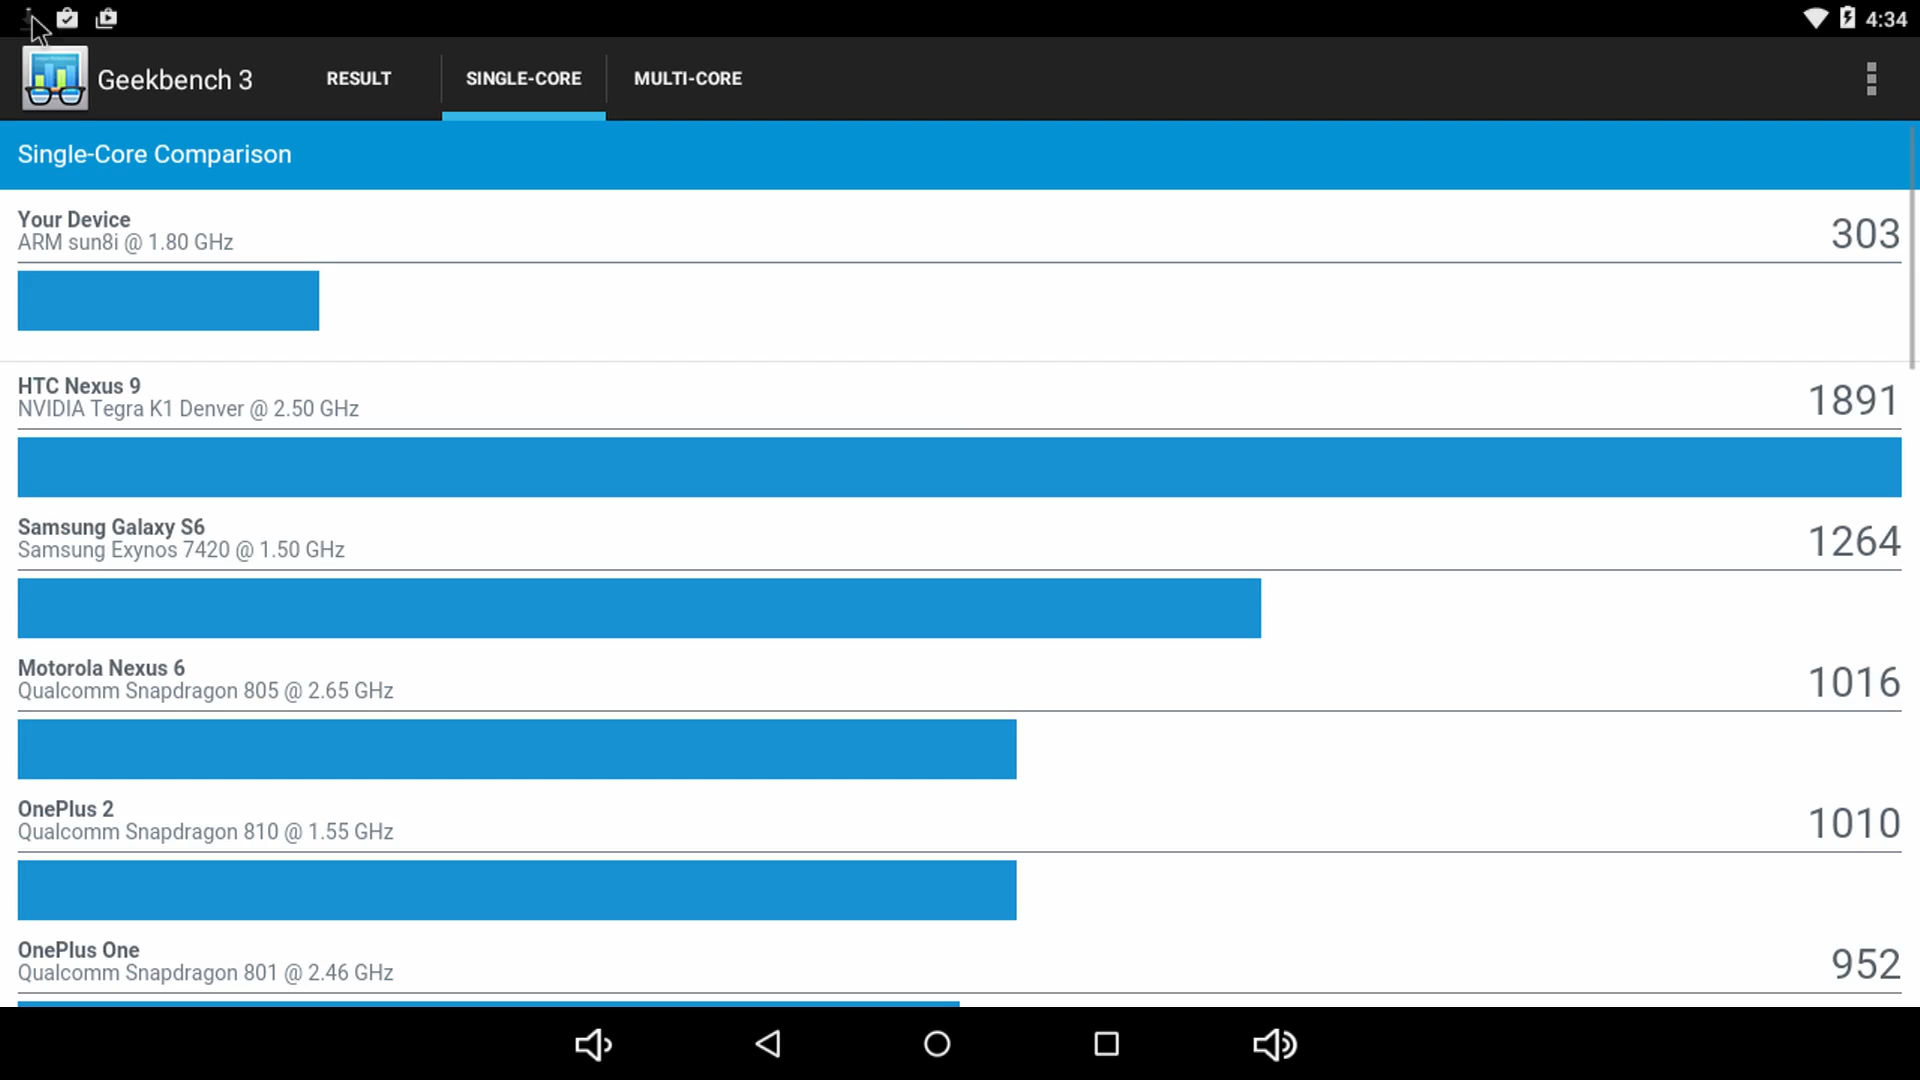 4:34
Geekbench 3
RESULT
SINGLE-CORE
MULTI-CORE
Single-Core Comparison
Your Device
ARM sun8i @ 1.80 GHz
303
HTC Nexus 9
NVIDIA Tegra K1 Denver @ 2.50 GHz
1891
Samsung Galaxy S6
Samsung Exynos 7420 @ 1.50 GHz
1264
Motorola Nexus 6
Qualcomm Snapdragon 805 @ 2.65 GHz
1016
OnePlus 2
Qualcomm Snapdragon 810 @ 1.55 GHz
1010
OnePlus One
Qualcomm Snapdragon 801 @ 2.46 GHz
952